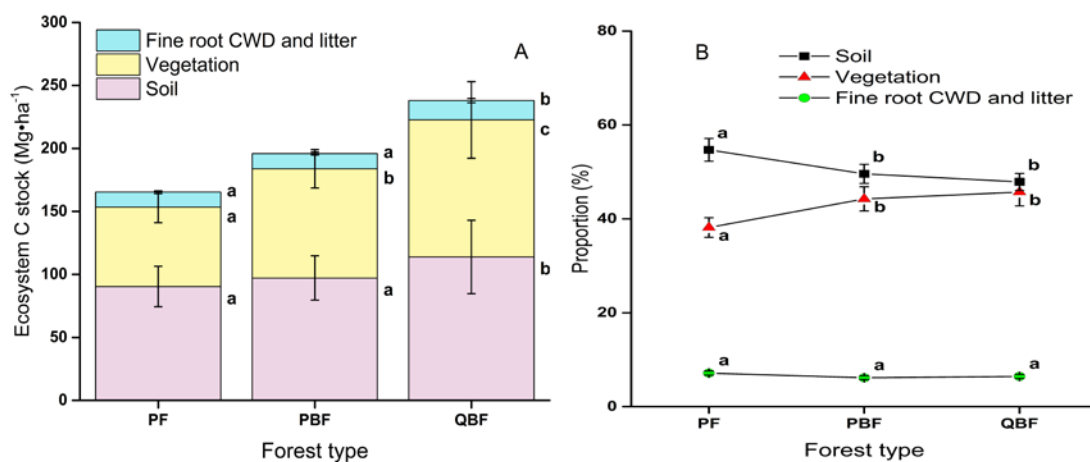 300
250
200
150
100
50
0
Ecosystem C stock (Mg•ha⁻¹)
Fine root CWD and litter
Vegetation
Soil
A
a
a
a
a
b
a
b
c
b
PF
PBF
QBF
Forest type
80
60
40
20
0
Proportion (%)
B
Soil
Vegetation
Fine root CWD and litter
a
b
b
a
b
b
a
a
a
PF
PBF
QBF
Forest type